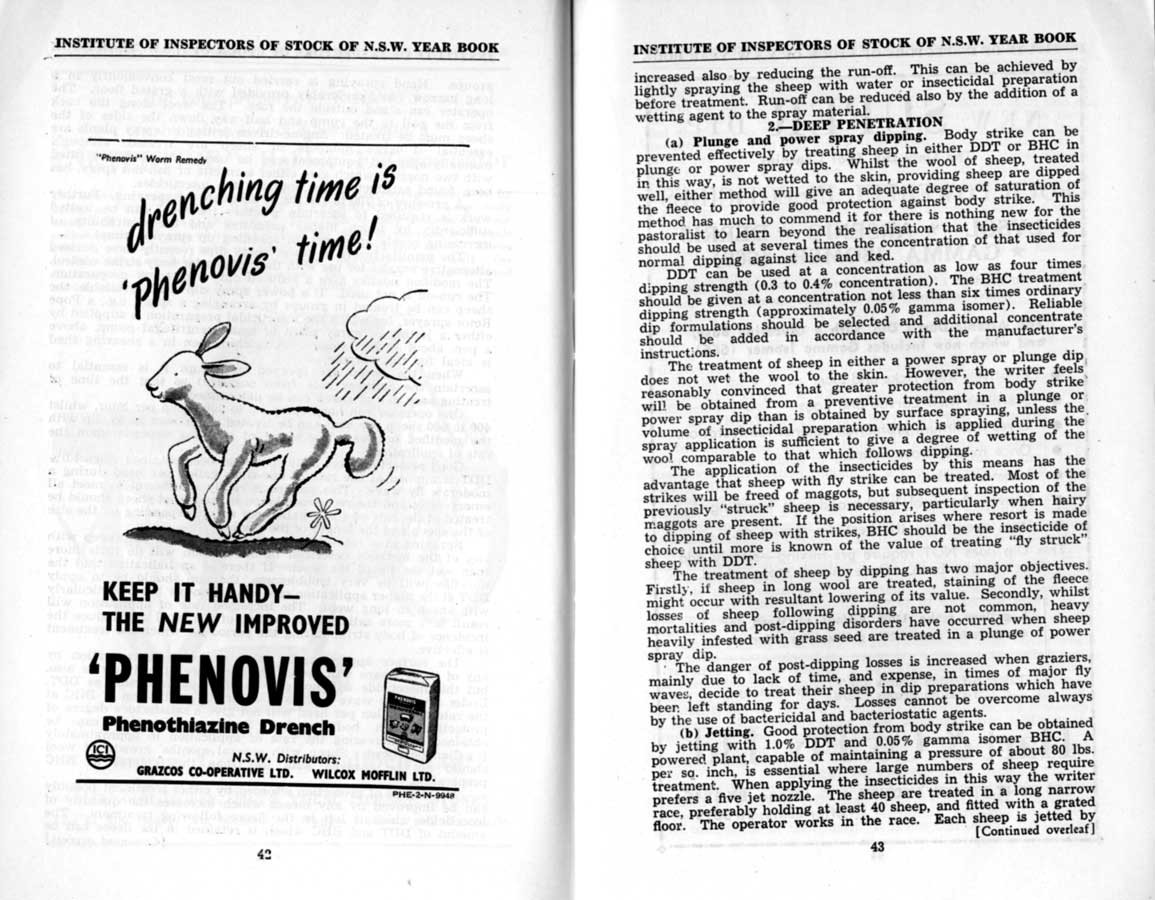 INSTITUTE OF INSPECTORS OF STOCK OF N.S.W. YEAR BOOK
"Phenovis" Worm Remedy
drenching time is
'phenovis' time!
KEEP IT HANDY—
THE NEW IMPROVED
'PHENOVIS'
Phenothiazine Drench
ICI
N.S.W. Distributors:
GRAZCOS CO-OPERATIVE LTD. WILCOX MOFFLIN LTD.
PHE-2-N-9948
42
INSTITUTE OF INSPECTORS OF STOCK OF N.S.W. YEAR BOOK
increased also by reducing the run-off. This can be achieved by
lightly spraying the sheep with water or insecticidal preparation
before treatment. Run-off can be reduced also by the addition of a
wetting agent to the spray material.
2.—DEEP PENETRATION
(a) Plunge and power spray dipping. Body strike can be
prevented effectively by treating sheep in either DDT or BHC in
plunge or power spray dips. Whilst the wool of sheep, treated
in this way, is not wetted to the skin, providing sheep are dipped
well, either method will give an adequate degree of saturation of
the fleece to provide good protection against body strike. This
method has much to commend it for there is nothing new for the
pastoralist to learn beyond the realisation that the insecticides
should be used at several times the concentration of that used for
normal dipping against lice and ked.
DDT can be used at a concentration as low as four times
dipping strength (0.3 to 0.4% concentration). The BHC treatment
should be given at a concentration not less than six times ordinary
dipping strength (approximately 0.05% gamma isomer). Reliable
dip formulations should be selected and additional concentrate
should be added in accordance with the manufacturer's
instructions.
The treatment of sheep in either a power spray or plunge dip
does not wet the wool to the skin. However, the writer feels
reasonably convinced that greater protection from body strike
will be obtained from a preventive treatment in a plunge or
power spray dip than is obtained by surface spraying, unless the
volume of insecticidal preparation which is applied during the
spray application is sufficient to give a degree of wetting of the
wool comparable to that which follows dipping.
The application of the insecticides by this means has the
advantage that sheep with fly strike can be treated. Most of the
strikes will be freed of maggots, but subsequent inspection of the
previously "struck" sheep is necessary, particularly when hairy
maggots are present. If the position arises where resort is made
to dipping of sheep with strikes, BHC should be the insecticide of
choice until more is known of the value of treating "fly struck"
sheep with DDT.
The treatment of sheep by dipping has two major objectives.
Firstly, if sheep in long wool are treated, staining of the fleece
might occur with resultant lowering of its value. Secondly, whilst
losses of sheep following dipping are not common, heavy
mortalities and post-dipping disorders have occurred when sheep
heavily infested with grass seed are treated in a plunge of power
spray dip.
The danger of post-dipping losses is increased when graziers,
mainly due to lack of time, and expense, in times of major fly
waves, decide to treat their sheep in dip preparations which have
been left standing for days. Losses cannot be overcome always
by the use of bactericidal and bacteriostatic agents.
(b) Jetting. Good protection from body strike can be obtained
by jetting with 1.0% DDT and 0.05% gamma isomer BHC. A
powered plant, capable of maintaining a pressure of about 80 lbs.
per sq. inch, is essential where large numbers of sheep require
treatment. When applying the insecticides in this way the writer
prefers a five jet nozzle. The sheep are treated in a long narrow
race, preferably holding at least 40 sheep, and fitted with a grated
floor. The operator works in the race. Each sheep is jetted by
[Continued overleaf]
43